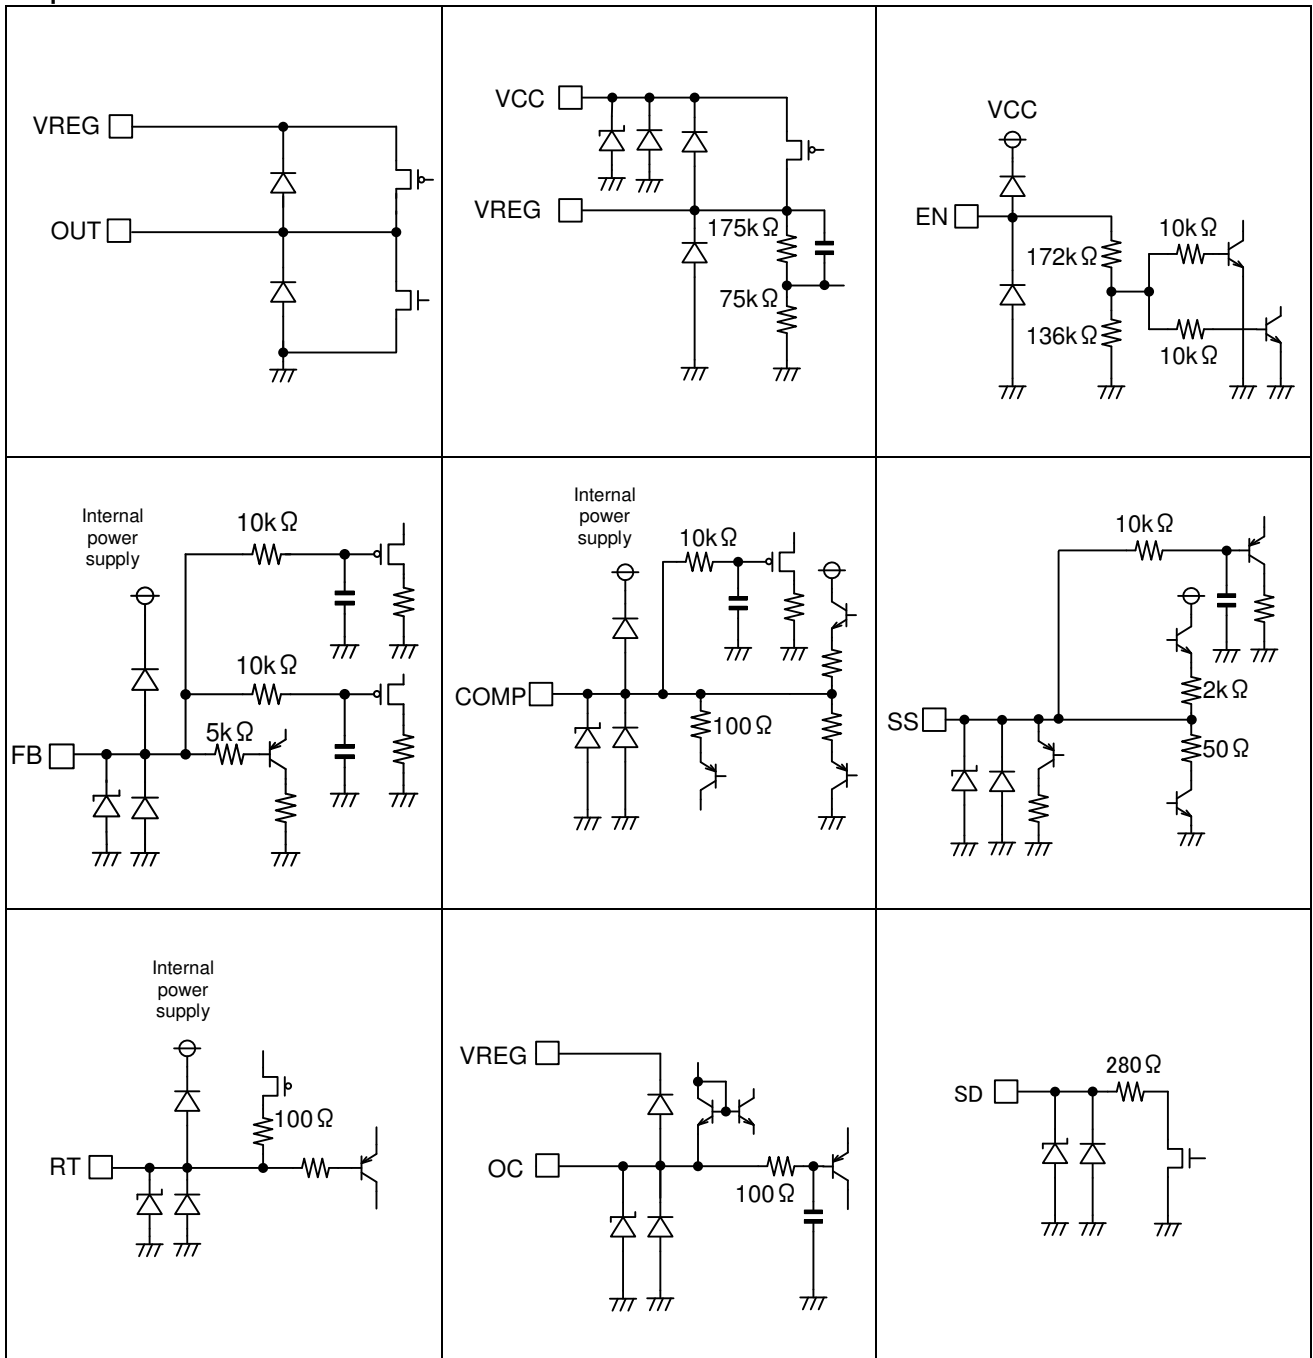 VREG
OUT
VCC
VREG
175kΩ
75kΩ
VCC
EN
10kΩ
172kΩ
136kΩ
10kΩ
Internal
power
supply
10kΩ
10kΩ
5kΩ
FB
Internal
power
supply
10kΩ
COMP
100Ω
10kΩ
2kΩ
SS
50Ω
Internal
power
supply
100Ω
RT
VREG
OC
100Ω
280Ω
SD